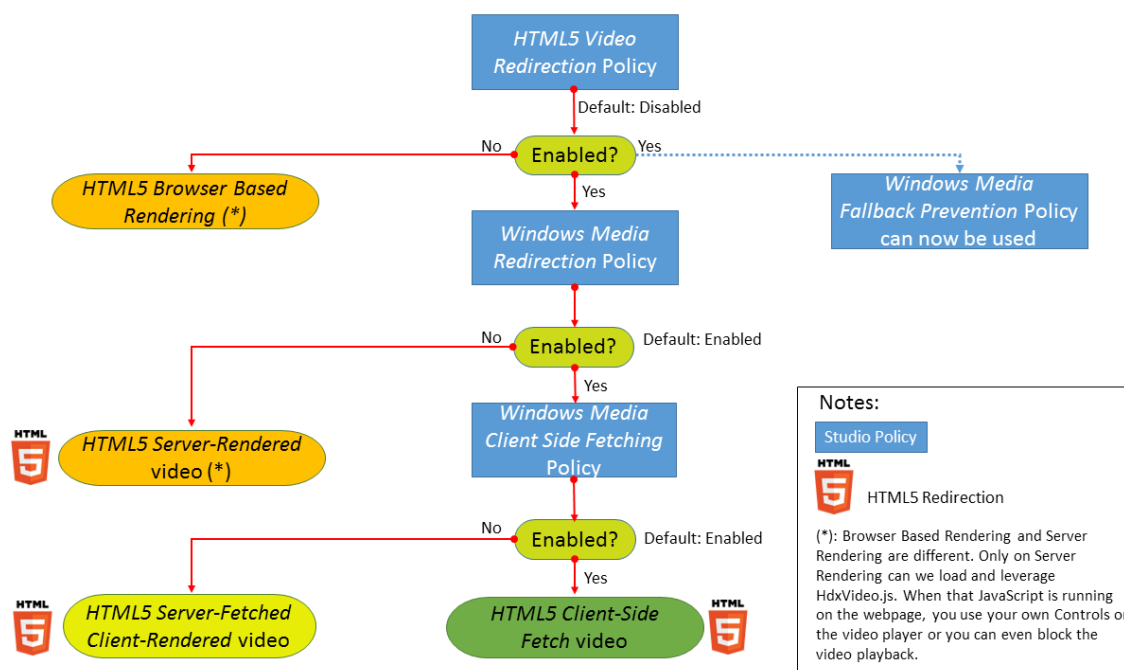 HTML5 Video
Redirection Policy
Default: Disabled
No
Enabled?
Yes
HTML5 Browser Based
Rendering (*)
Yes
Windows Media
Fallback Prevention Policy
can now be used
Windows Media
Redirection Policy
No
Enabled?
Default: Enabled
Yes
HTML
5
HTML5 Server-Rendered
video (*)
Windows Media
Client Side Fetching
Policy
No
Enabled?
Default: Enabled
Yes
HTML
5
HTML5 Server-Fetched
Client-Rendered video
HTML5 Client-Side
Fetch video
HTML
5
Notes:
Studio Policy
HTML
5
HTML5 Redirection
(*): Browser Based Rendering and Server
Rendering are different. Only on Server
Rendering can we load and leverage
HdxVideo.js. When that JavaScript is running
on the webpage, you use your own Controls on
the video player or you can even block the
video playback.